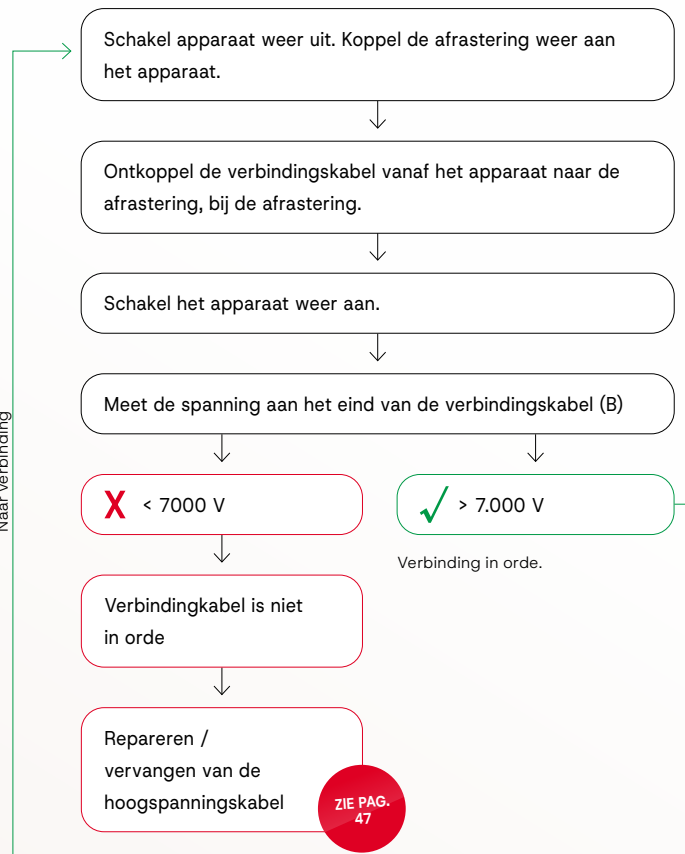 Schakel apparaat weer uit. Koppel de afrastering weer aan
het apparaat.
Ontkoppel de verbindingskabel vanaf het apparaat naar de
afrastering, bij de afrastering.
Schakel het apparaat weer aan.
Meet de spanning aan het eind van de verbindingskabel (B)
Naar verbinding
X < 7000 V
✓ > 7.000 V
Verbinding in orde.
Verbindingkabel is niet
in orde
Repareren /
vervangen van de
hoogspanningskabel
ZIE PAG.
47